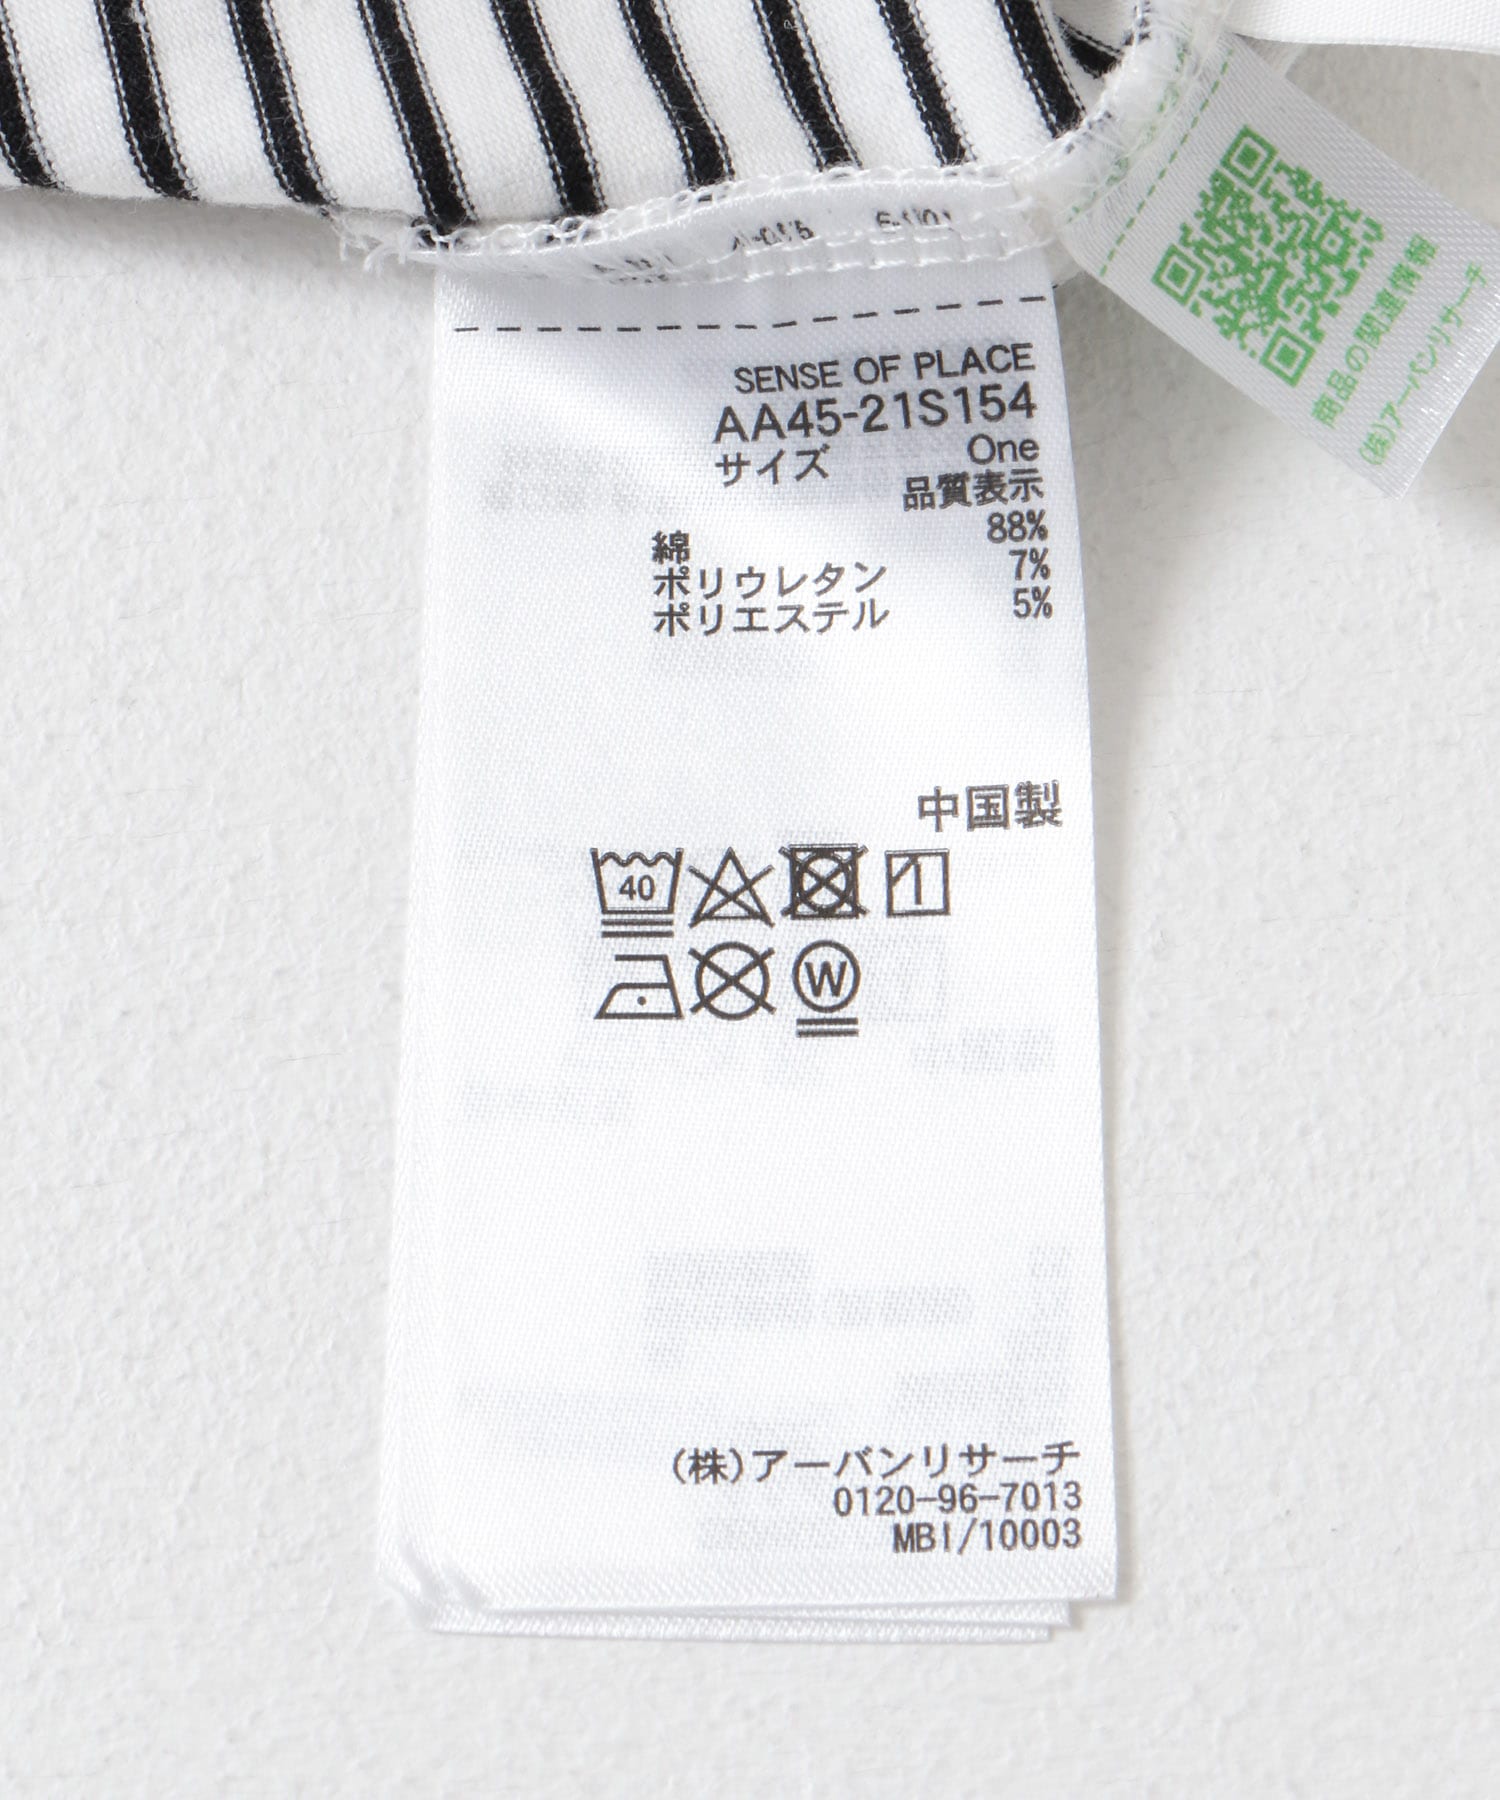 SENSE OF PLACE
AA45-21S154
サイズ One
品質表示
綿 88%
ポリウレタン 7%
ポリエステル 5%
中国製
40
1
W
(株)アーバンリサーチ
0120-96-7013
MBI/10003
商品の関連情報
(株)アーバンリサーチ